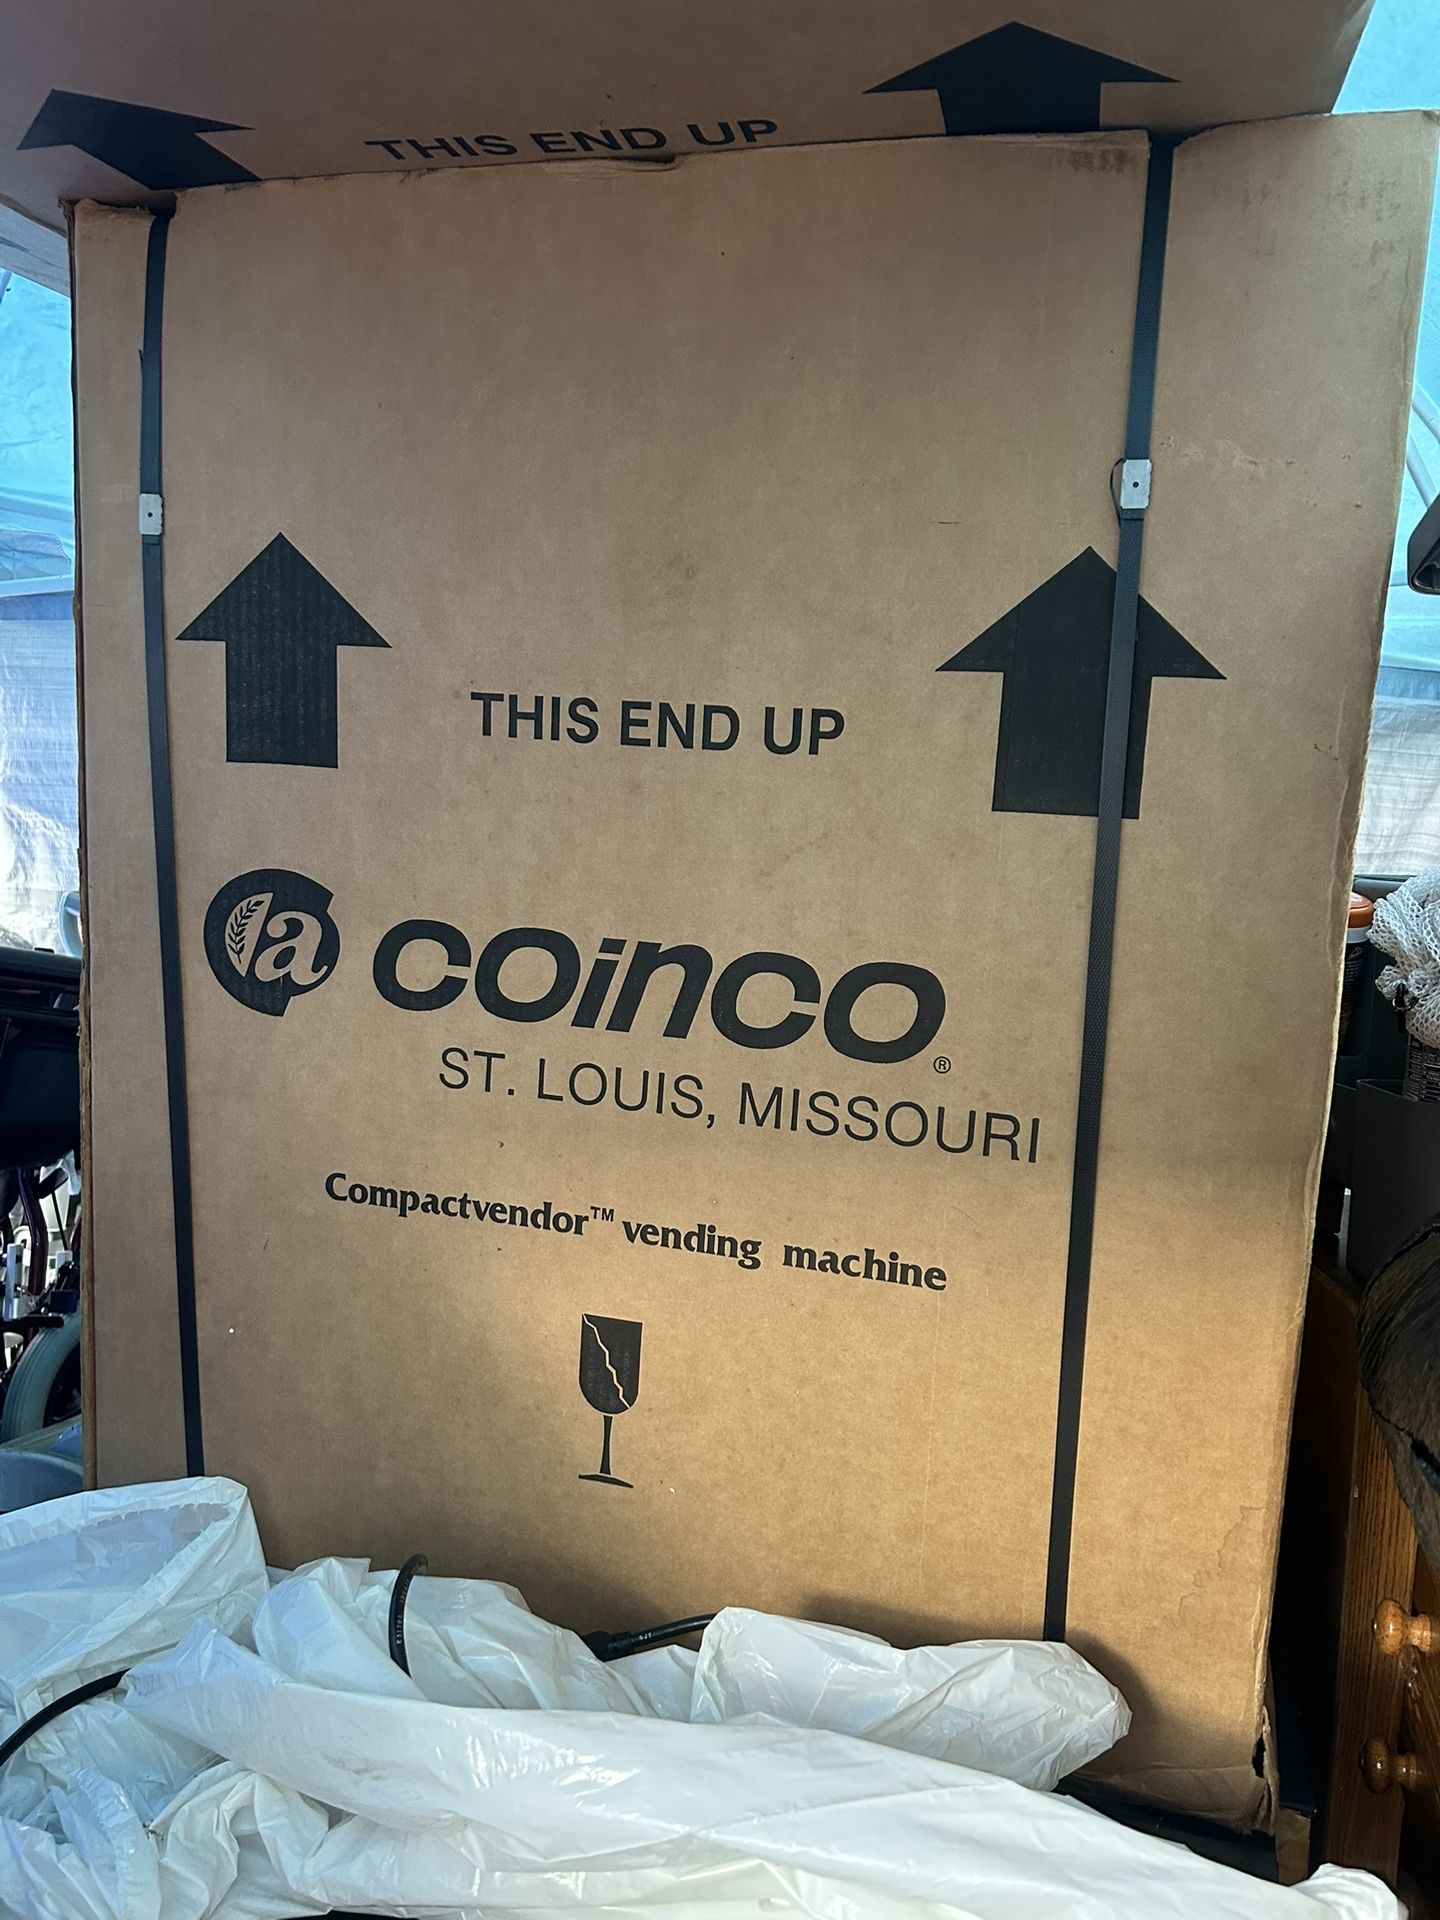 THIS END UP
THIS END UP
a coinco®
ST. LOUIS, MISSOURI
Compactvendor™ vending machine